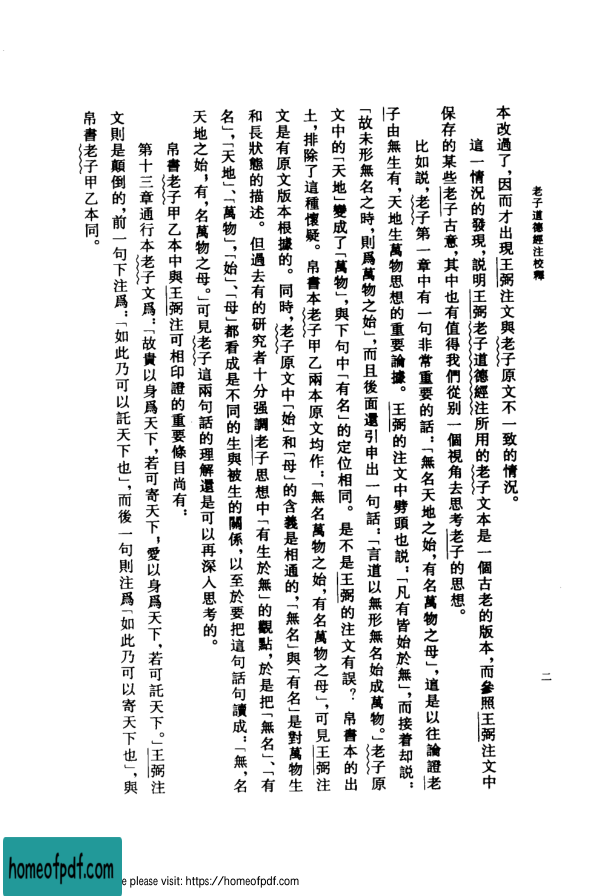 老子道德經注校釋
二
本改過了，因而才出現王弼注文與老子原文不一致的情況。
這一情況的發現，說明王弼老子道德經注所用的老子文本是一個古老的版本，而參照王弼注文中
保存的某些老子古意，其中也有值得我們從别一個視角去思考老子的思想。
比如説，老子第一章中有一句非常重要的話：「無名天地之始，有名萬物之母」，這是以往論證老
子由無生有，天地生萬物思想的重要論據。王弼的注文中劈頭也説：「凡有皆始於無」，而接着却説：
「故未形無名之時，則爲萬物之始」，而且後面還引申出一句話：「言道以無形無名始成萬物。」老子原
文中的「天地」變成了「萬物」，與下句中「有名」的定位相同。是不是王弼的注文有誤？帛書本的出
土，排除了這種懷疑。帛書本老子甲乙兩本原文均作：「無名萬物之始，有名萬物之母」，可見王弼注
文是有原文版本根據的。同時，老子原文中「始」和「母」的含義是相通的，「無名」與「有名」是對萬物生
和長狀態的描述。但過去有的研究者十分强調老子思想中「有生於無」的觀點，於是把「無名」、「有
名」，「天地」、「萬物」，「始」、「母」都看成是不同的生與被生的關係，以至於要把這句話句讀成：「無，名
天地之始，有，名萬物之母。」可見老子這兩句話的理解還是可以再深入思考的。
帛書老子甲乙本中與王弼注可相印證的重要條目尚有：
第十三章通行本老子文爲：「故貴以身爲天下，若可寄天下，愛以身爲天下，若可託天下。」王弼注
文則是顛倒的，前一句下注爲：「如此乃可以託天下也」，而後一句則注爲「如此乃可以寄天下也」，與
帛書老子甲乙本同。
homeofpdf.com
e please visit: https://homeofpdf.com